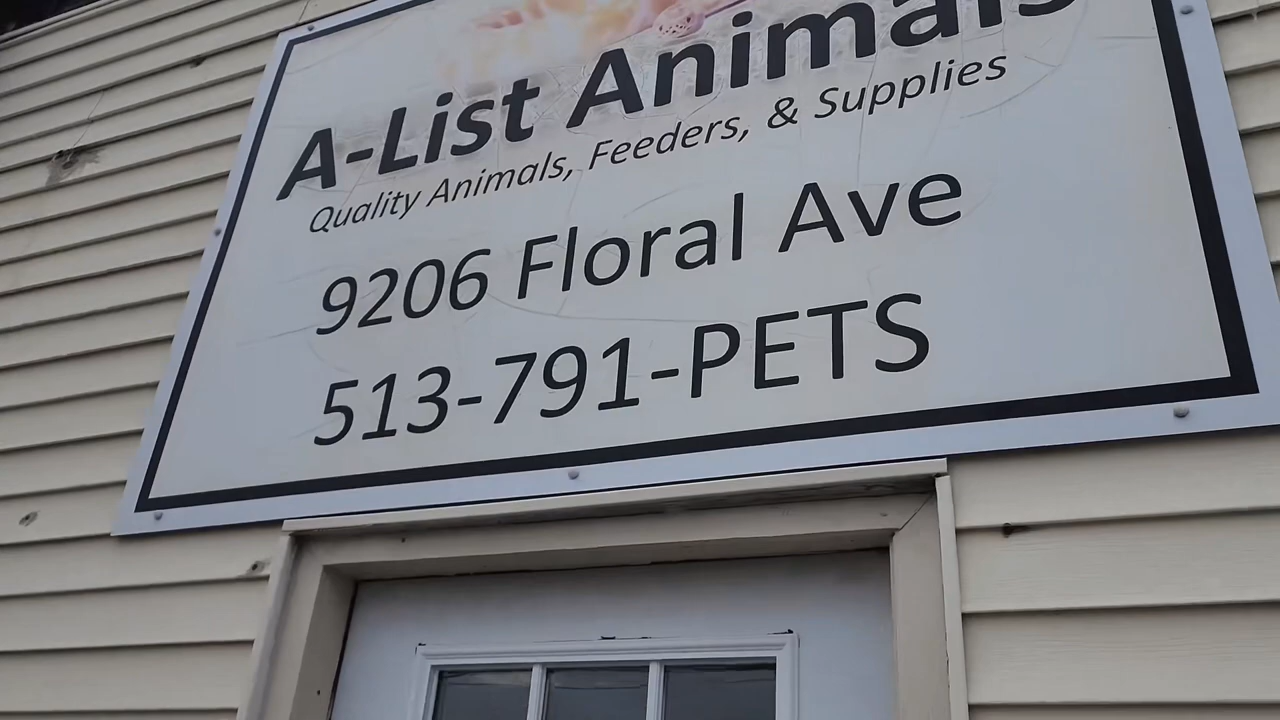 A-List Animals
Quality Animals, Feeders, & Supplies
9206 Floral Ave
513-791-PETS